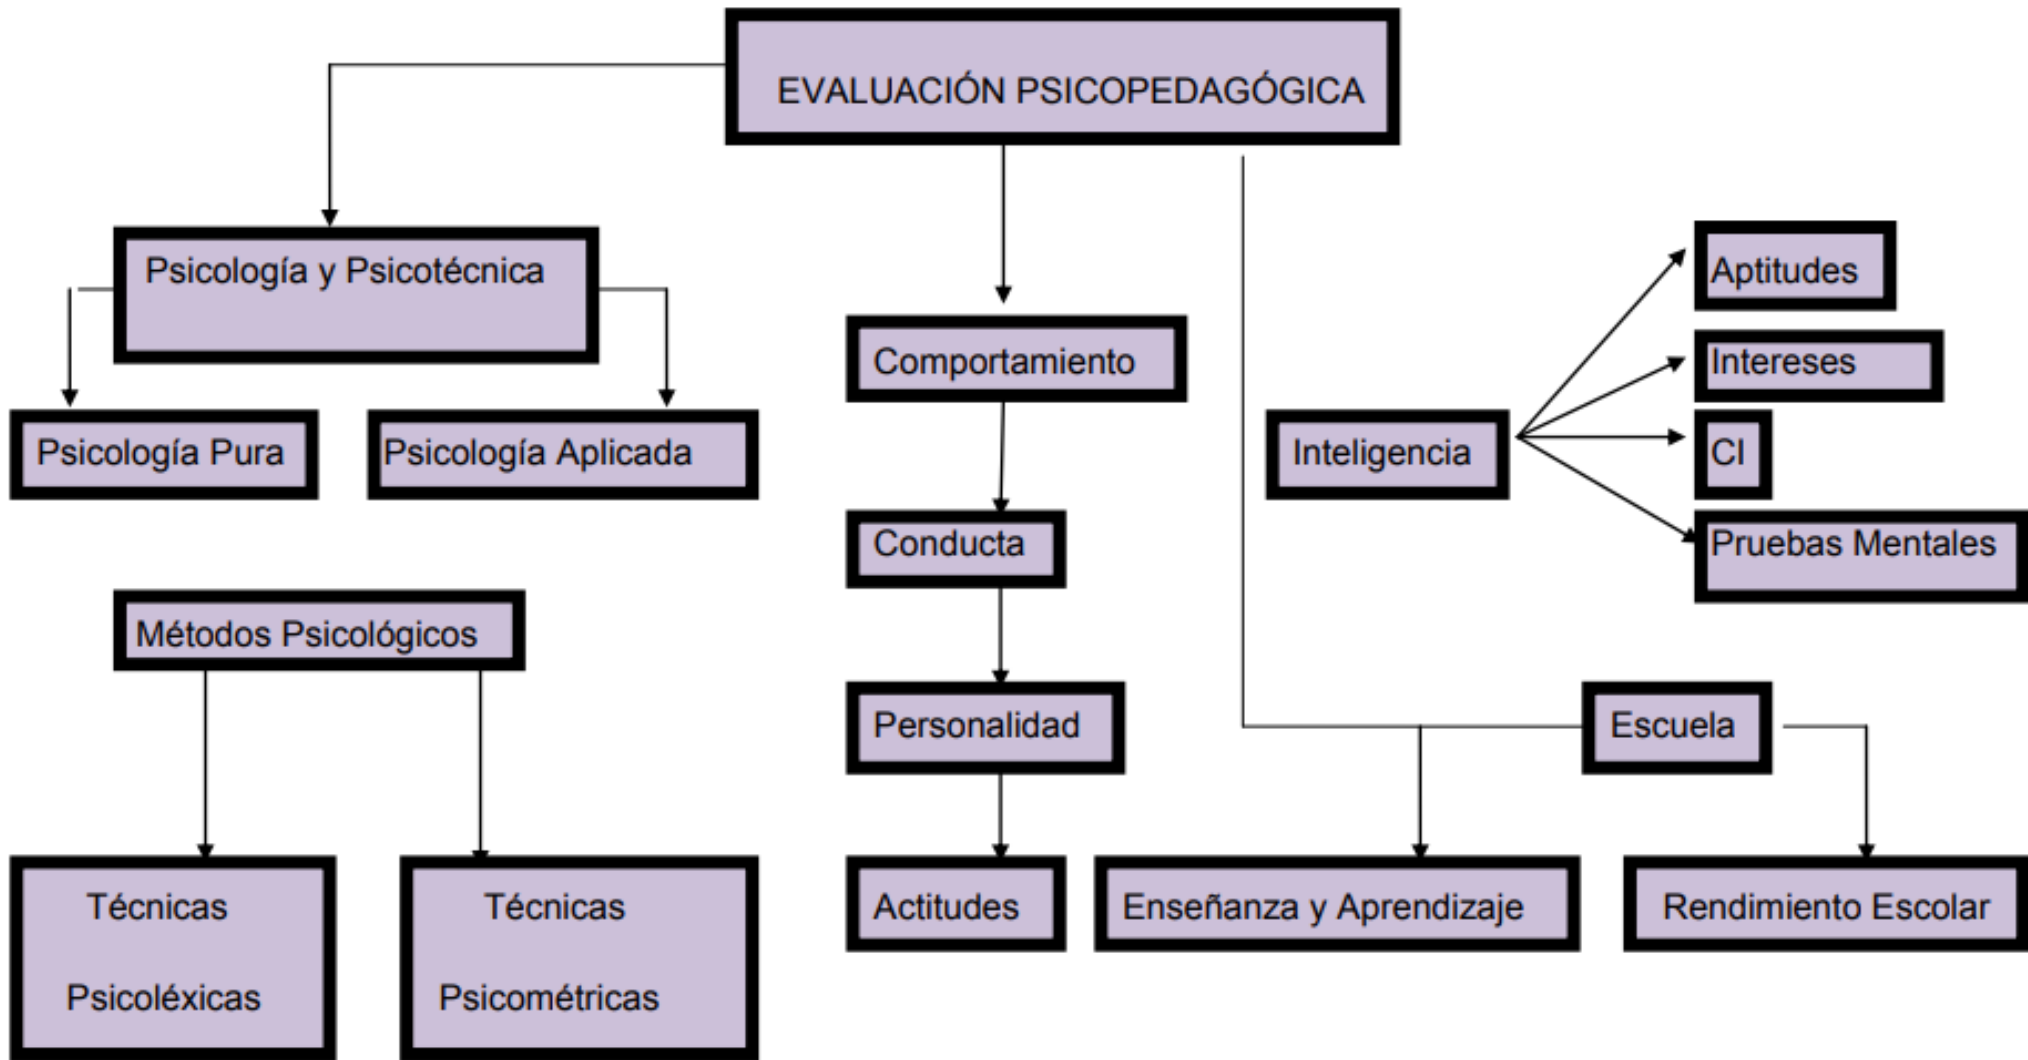 EVALUACIÓN PSICOPEDAGÓGICA
Psicología y Psicotécnica
Psicología Pura
Psicología Aplicada
Métodos Psicológicos
Técnicas
Psicoléxicas
Técnicas
Psicométricas
Comportamiento
Conducta
Personalidad
Actitudes
Inteligencia
Aptitudes
Intereses
CI
Pruebas Mentales
Escuela
Enseñanza y Aprendizaje
Rendimiento Escolar